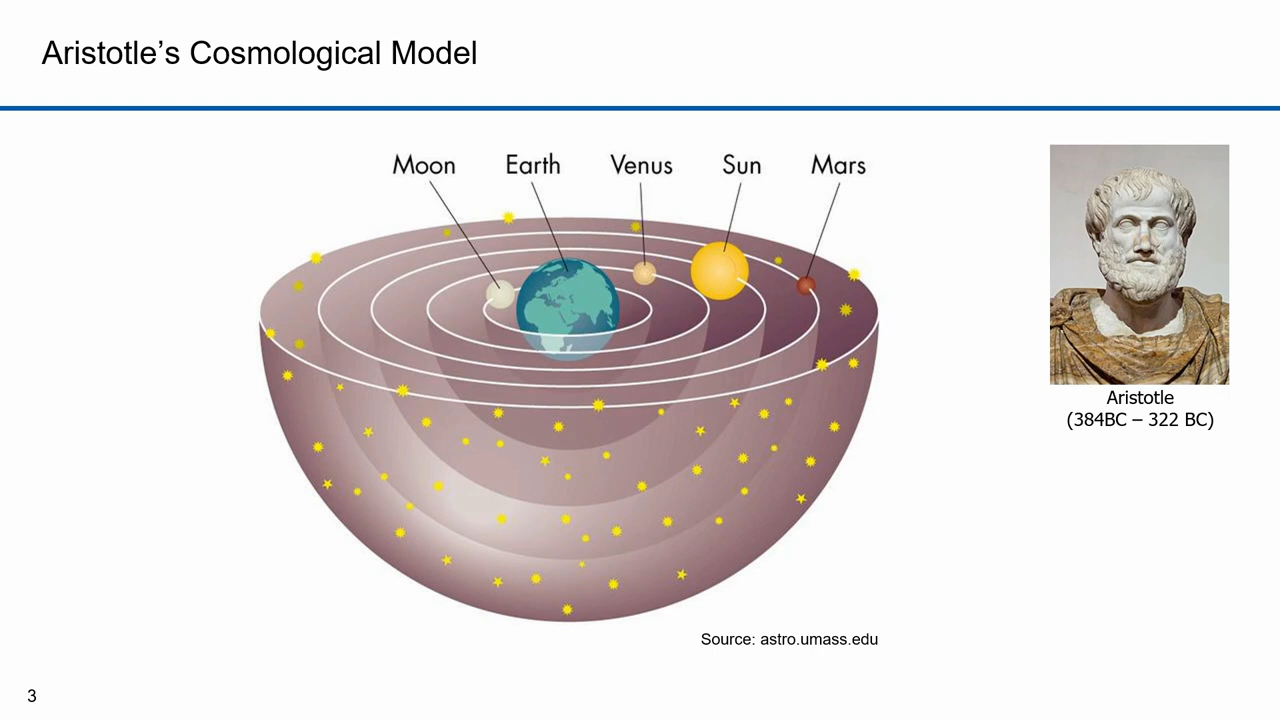 Aristotle’s Cosmological Model
Moon Earth Venus Sun Mars
Aristotle
(384BC – 322 BC)
Source: astro.umass.edu
3